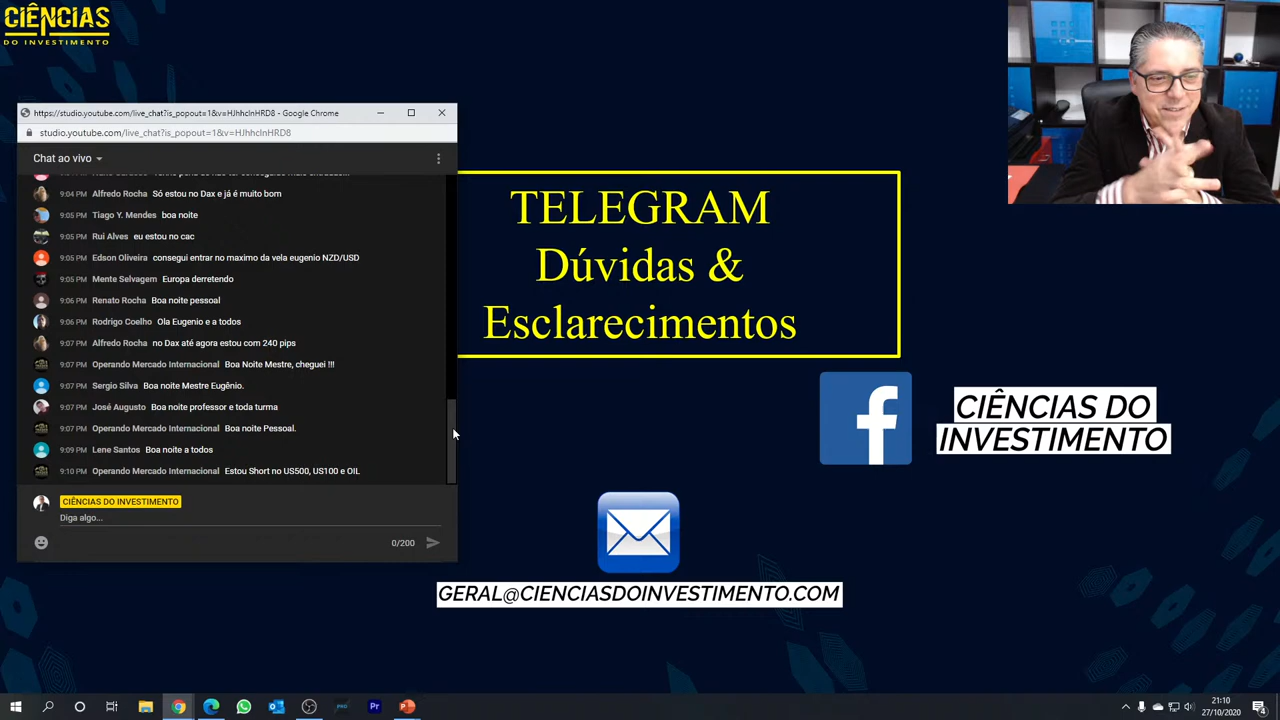 CIÊNCIAS
DO INVESTIMENTO
https://studio.youtube.com/live_chat?is_popout=1&v=HJhhcInHRD8 - Google Chrome
studio.youtube.com/live_chat?is_popout=1&v=HJhhcInHRD8
Chat ao vivo
9:04 PM Alfredo Rocha Só estou no Dax e já é muito bom
9:05 PM Tiago Y. Mendes boa noite
9:05 PM Rui Alves eu estou no cac
9:05 PM Edson Oliveira consegui entrar no maximo da vela eugenio NZD/USD
9:05 PM Mente Selvagem Europa derretendo
9:06 PM Renato Rocha Boa noite pessoal
9:06 PM Rodrigo Coelho Ola Eugenio e a todos
9:07 PM Alfredo Rocha no Dax até agora estou com 240 pips
9:07 PM Operando Mercado Internacional Boa Noite Mestre, cheguei !!!
9:07 PM Sergio Silva Boa noite Mestre Eugênio.
9:07 PM José Augusto Boa noite professor e toda turma
9:07 PM Operando Mercado Internacional Boa noite Pessoal.
9:09 PM Lene Santos Boa noite a todos
9:10 PM Operando Mercado Internacional Estou Short no US500, US100 e OIL
CIÊNCIAS DO INVESTIMENTO
Diga algo...
0/200
TELEGRAM
Dúvidas &
Esclarecimentos
f
CIÊNCIAS DO
INVESTIMENTO
GERAL@CIENCIASDOINVESTIMENTO.COM
PRO
Pr
21:10
27/10/2020
4